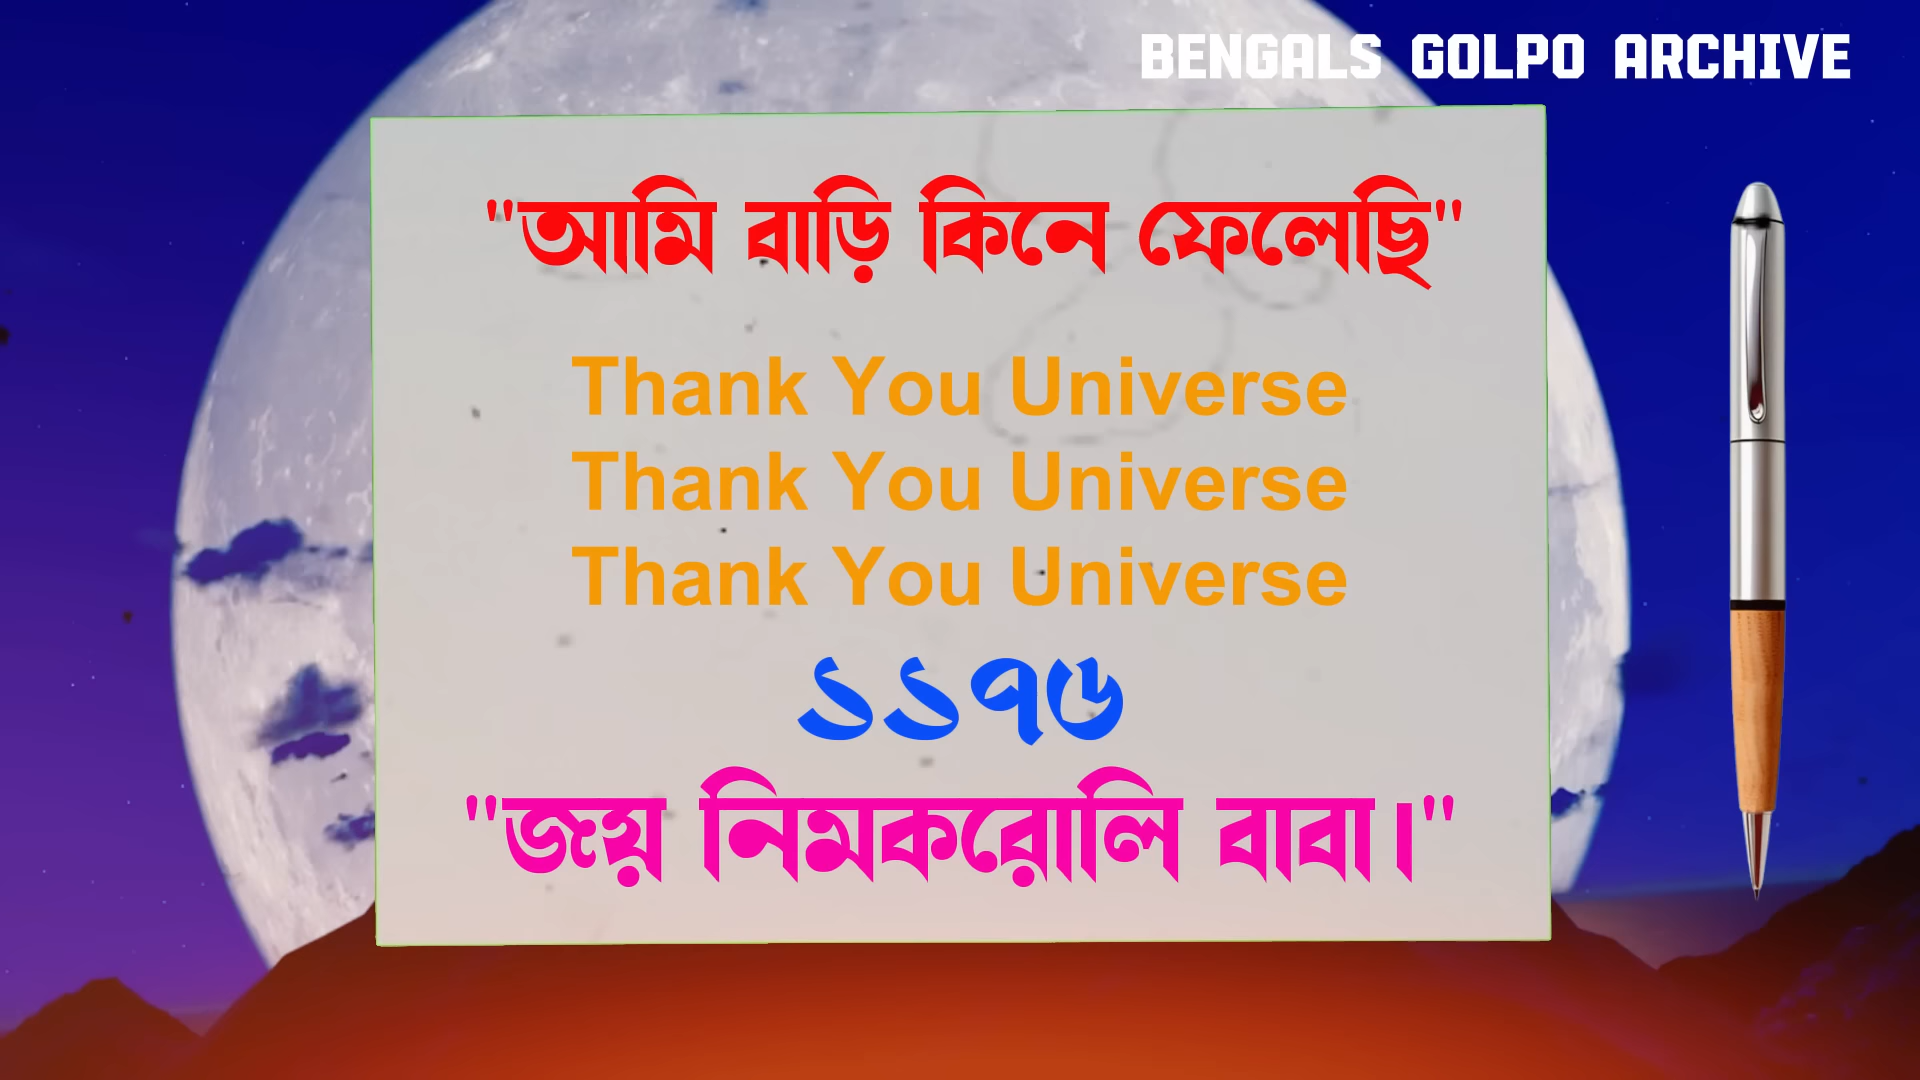 BENGALS GOLPO ARCHIVE
"আমি বাড়ি কিনে ফেলেছি"
Thank You Universe
Thank You Universe
Thank You Universe
১১৭৬
"জয় নিমকরোলি বাবা।"